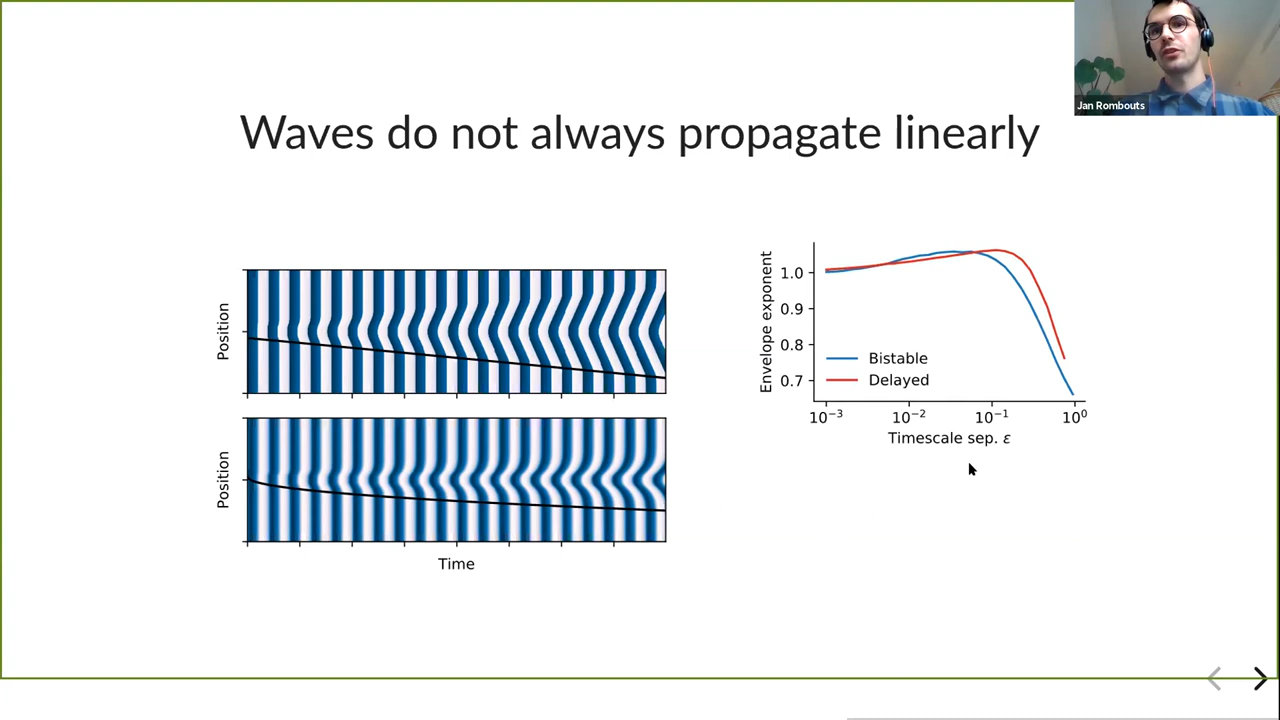 Jan Rombouts
Waves do not always propagate linearly
Position
Position
Time
Envelope exponent
1.0
0.9
0.8
0.7
Bistable
Delayed
10⁻³ 10⁻² 10⁻¹ 10⁰
Timescale sep. ε